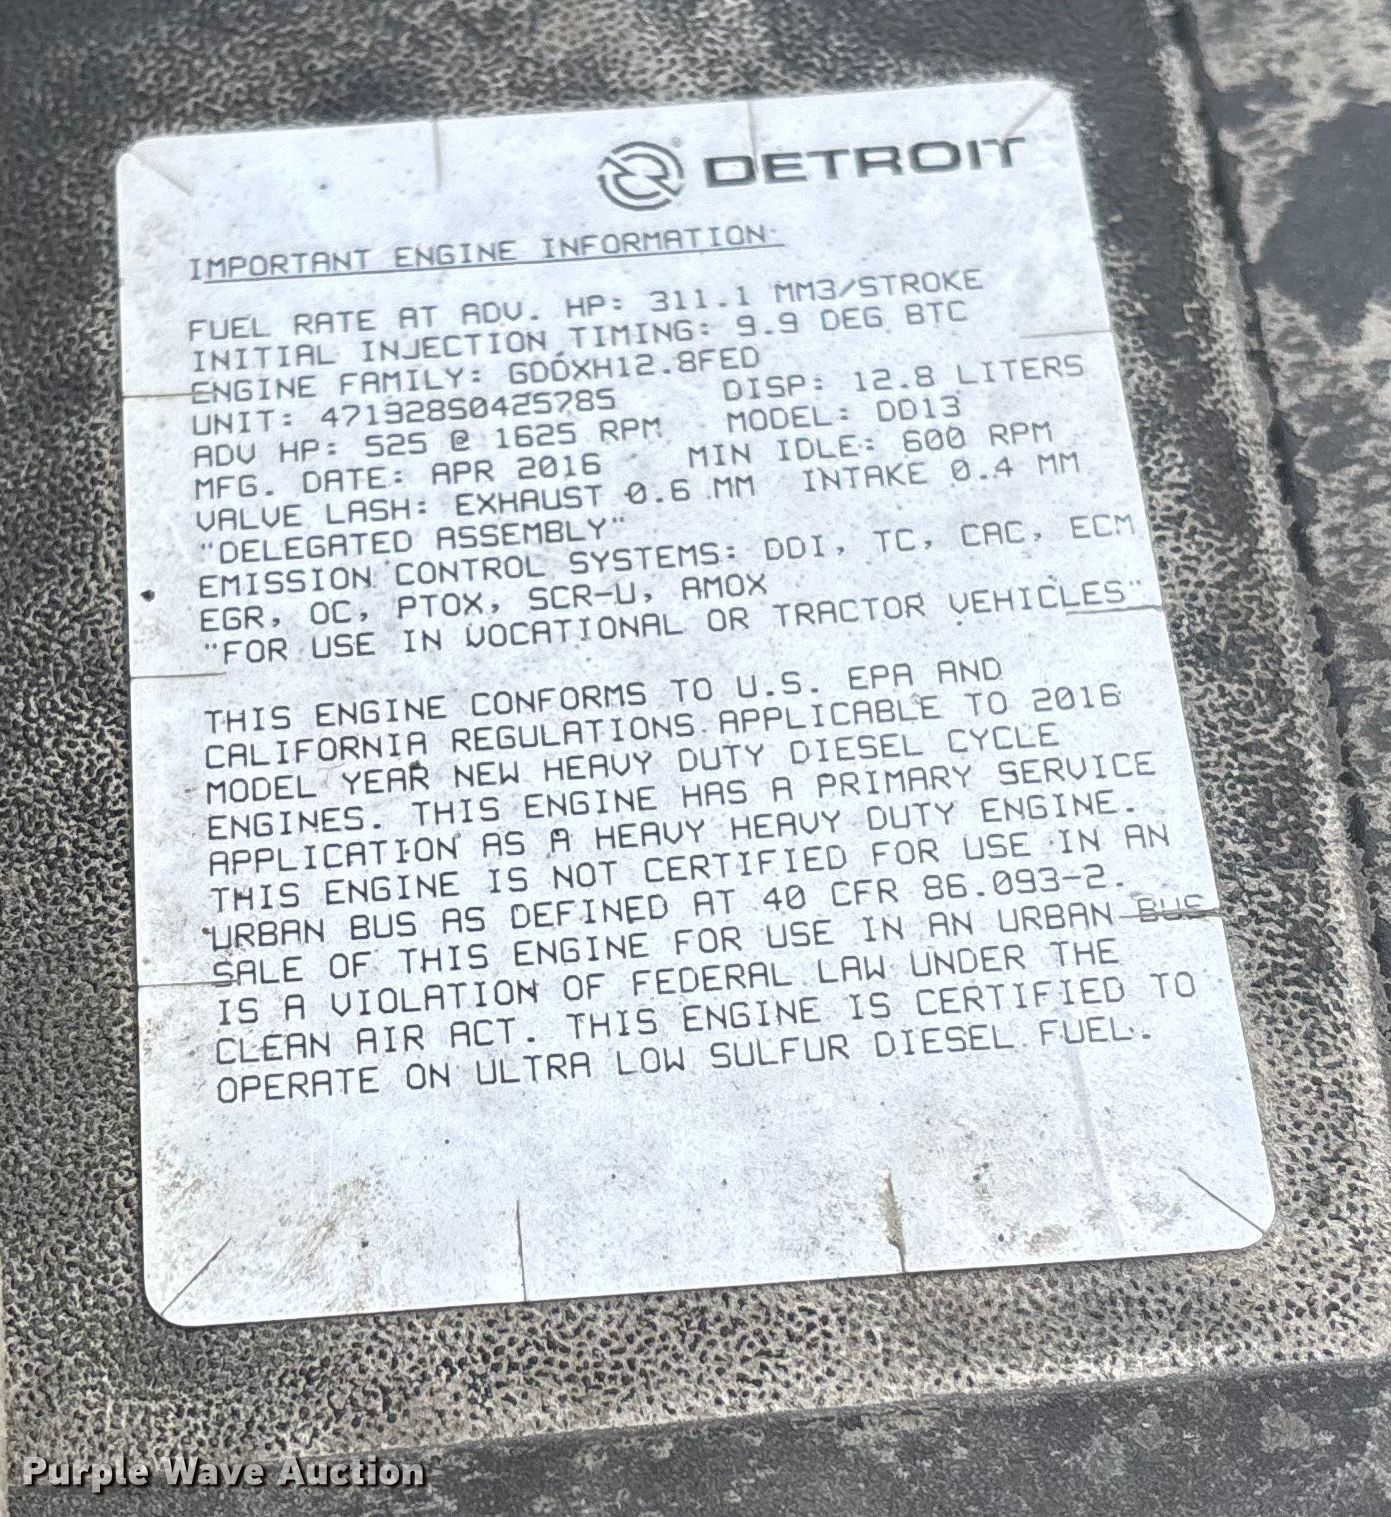 DETROIT
IMPORTANT ENGINE INFORMATION
FUEL RATE AT ADV. HP: 311.1 MM3/STROKE
INITIAL INJECTION TIMING: 9.9 DEG BTC
ENGINE FAMILY: GDDXH12.8FED
UNIT: 471928S0425785 DISP: 12.8 LITERS
ADV HP: 525 @ 1625 RPM MODEL: DD13
MFG. DATE: APR 2016 MIN IDLE: 600 RPM
VALVE LASH: EXHAUST 0.6 MM INTAKE 0.4 MM
"DELEGATED ASSEMBLY"
EMISSION CONTROL SYSTEMS: DDI, TC, CAC, ECM
EGR, OC, PTOX, SCR-U, AMOX
"FOR USE IN VOCATIONAL OR TRACTOR VEHICLES"
THIS ENGINE CONFORMS TO U.S. EPA AND
CALIFORNIA REGULATIONS APPLICABLE TO 2016
MODEL YEAR NEW HEAVY DUTY DIESEL CYCLE
ENGINES. THIS ENGINE HAS A PRIMARY SERVICE
APPLICATION AS A HEAVY HEAVY DUTY ENGINE.
THIS ENGINE IS NOT CERTIFIED FOR USE IN AN
URBAN BUS AS DEFINED AT 40 CFR 86.093-2.
SALE OF THIS ENGINE FOR USE IN AN URBAN BUS
IS A VIOLATION OF FEDERAL LAW UNDER THE
CLEAN AIR ACT. THIS ENGINE IS CERTIFIED TO
OPERATE ON ULTRA LOW SULFUR DIESEL FUEL.
Purple Wave Auction